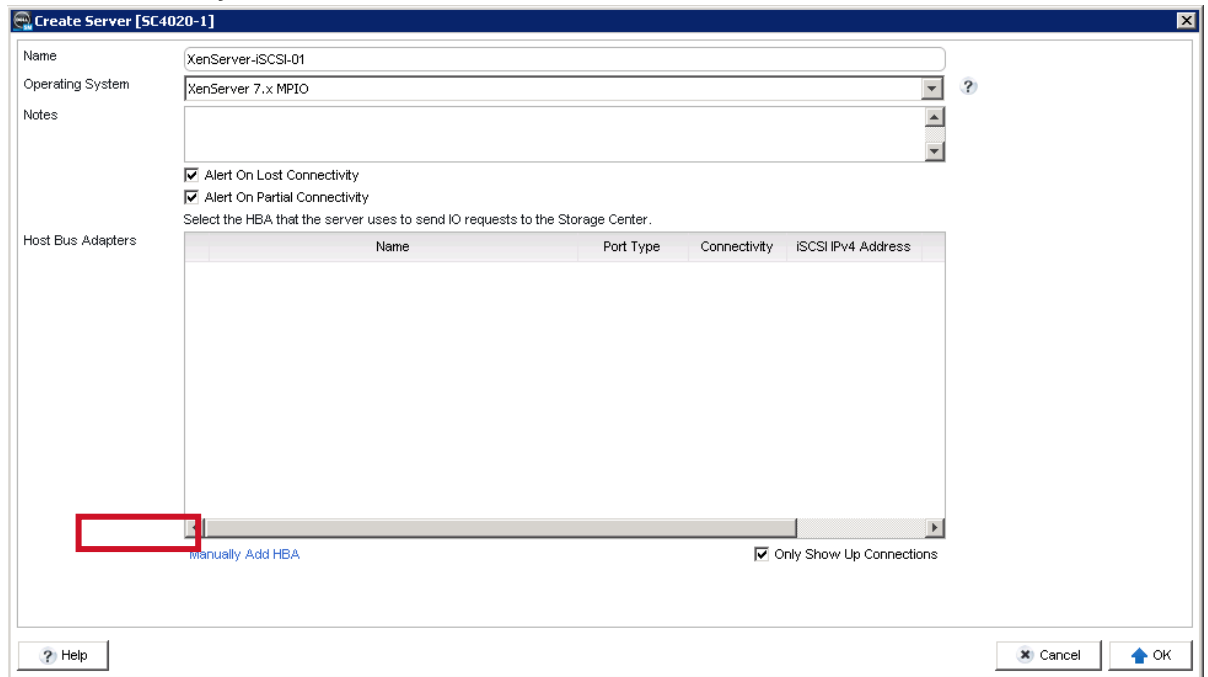 Create Server [SC4020-1]
Name XenServer-iSCSI-01
Operating System XenServer 7.x MPIO
Notes
Alert On Lost Connectivity
Alert On Partial Connectivity
Select the HBA that the server uses to send IO requests to the Storage Center.
Host Bus Adapters Name Port Type Connectivity iSCSI IPv4 Address
Manually Add HBA Only Show Up Connections
? Help Cancel OK